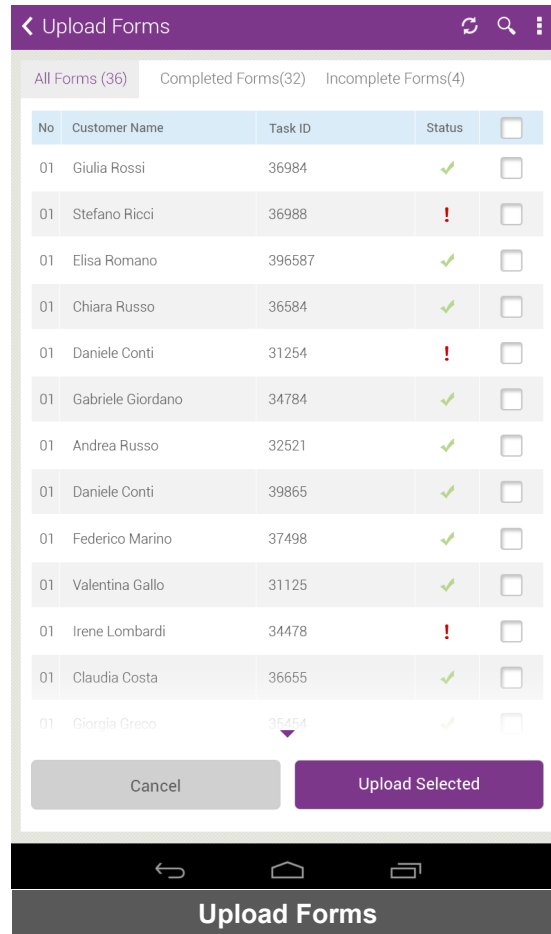 Upload Forms
All Forms (36) Completed Forms(32) Incomplete Forms(4)
No Customer Name Task ID Status
01 Giulia Rossi 36984
01 Stefano Ricci 36988
01 Elisa Romano 396587
01 Chiara Russo 36584
01 Daniele Conti 31254
01 Gabriele Giordano 34784
01 Andrea Russo 32521
01 Daniele Conti 39865
01 Federico Marino 37498
01 Valentina Gallo 31125
01 Irene Lombardi 34478
01 Claudia Costa 36655
01 Giorgia Greco 35454
Cancel Upload Selected
Upload Forms